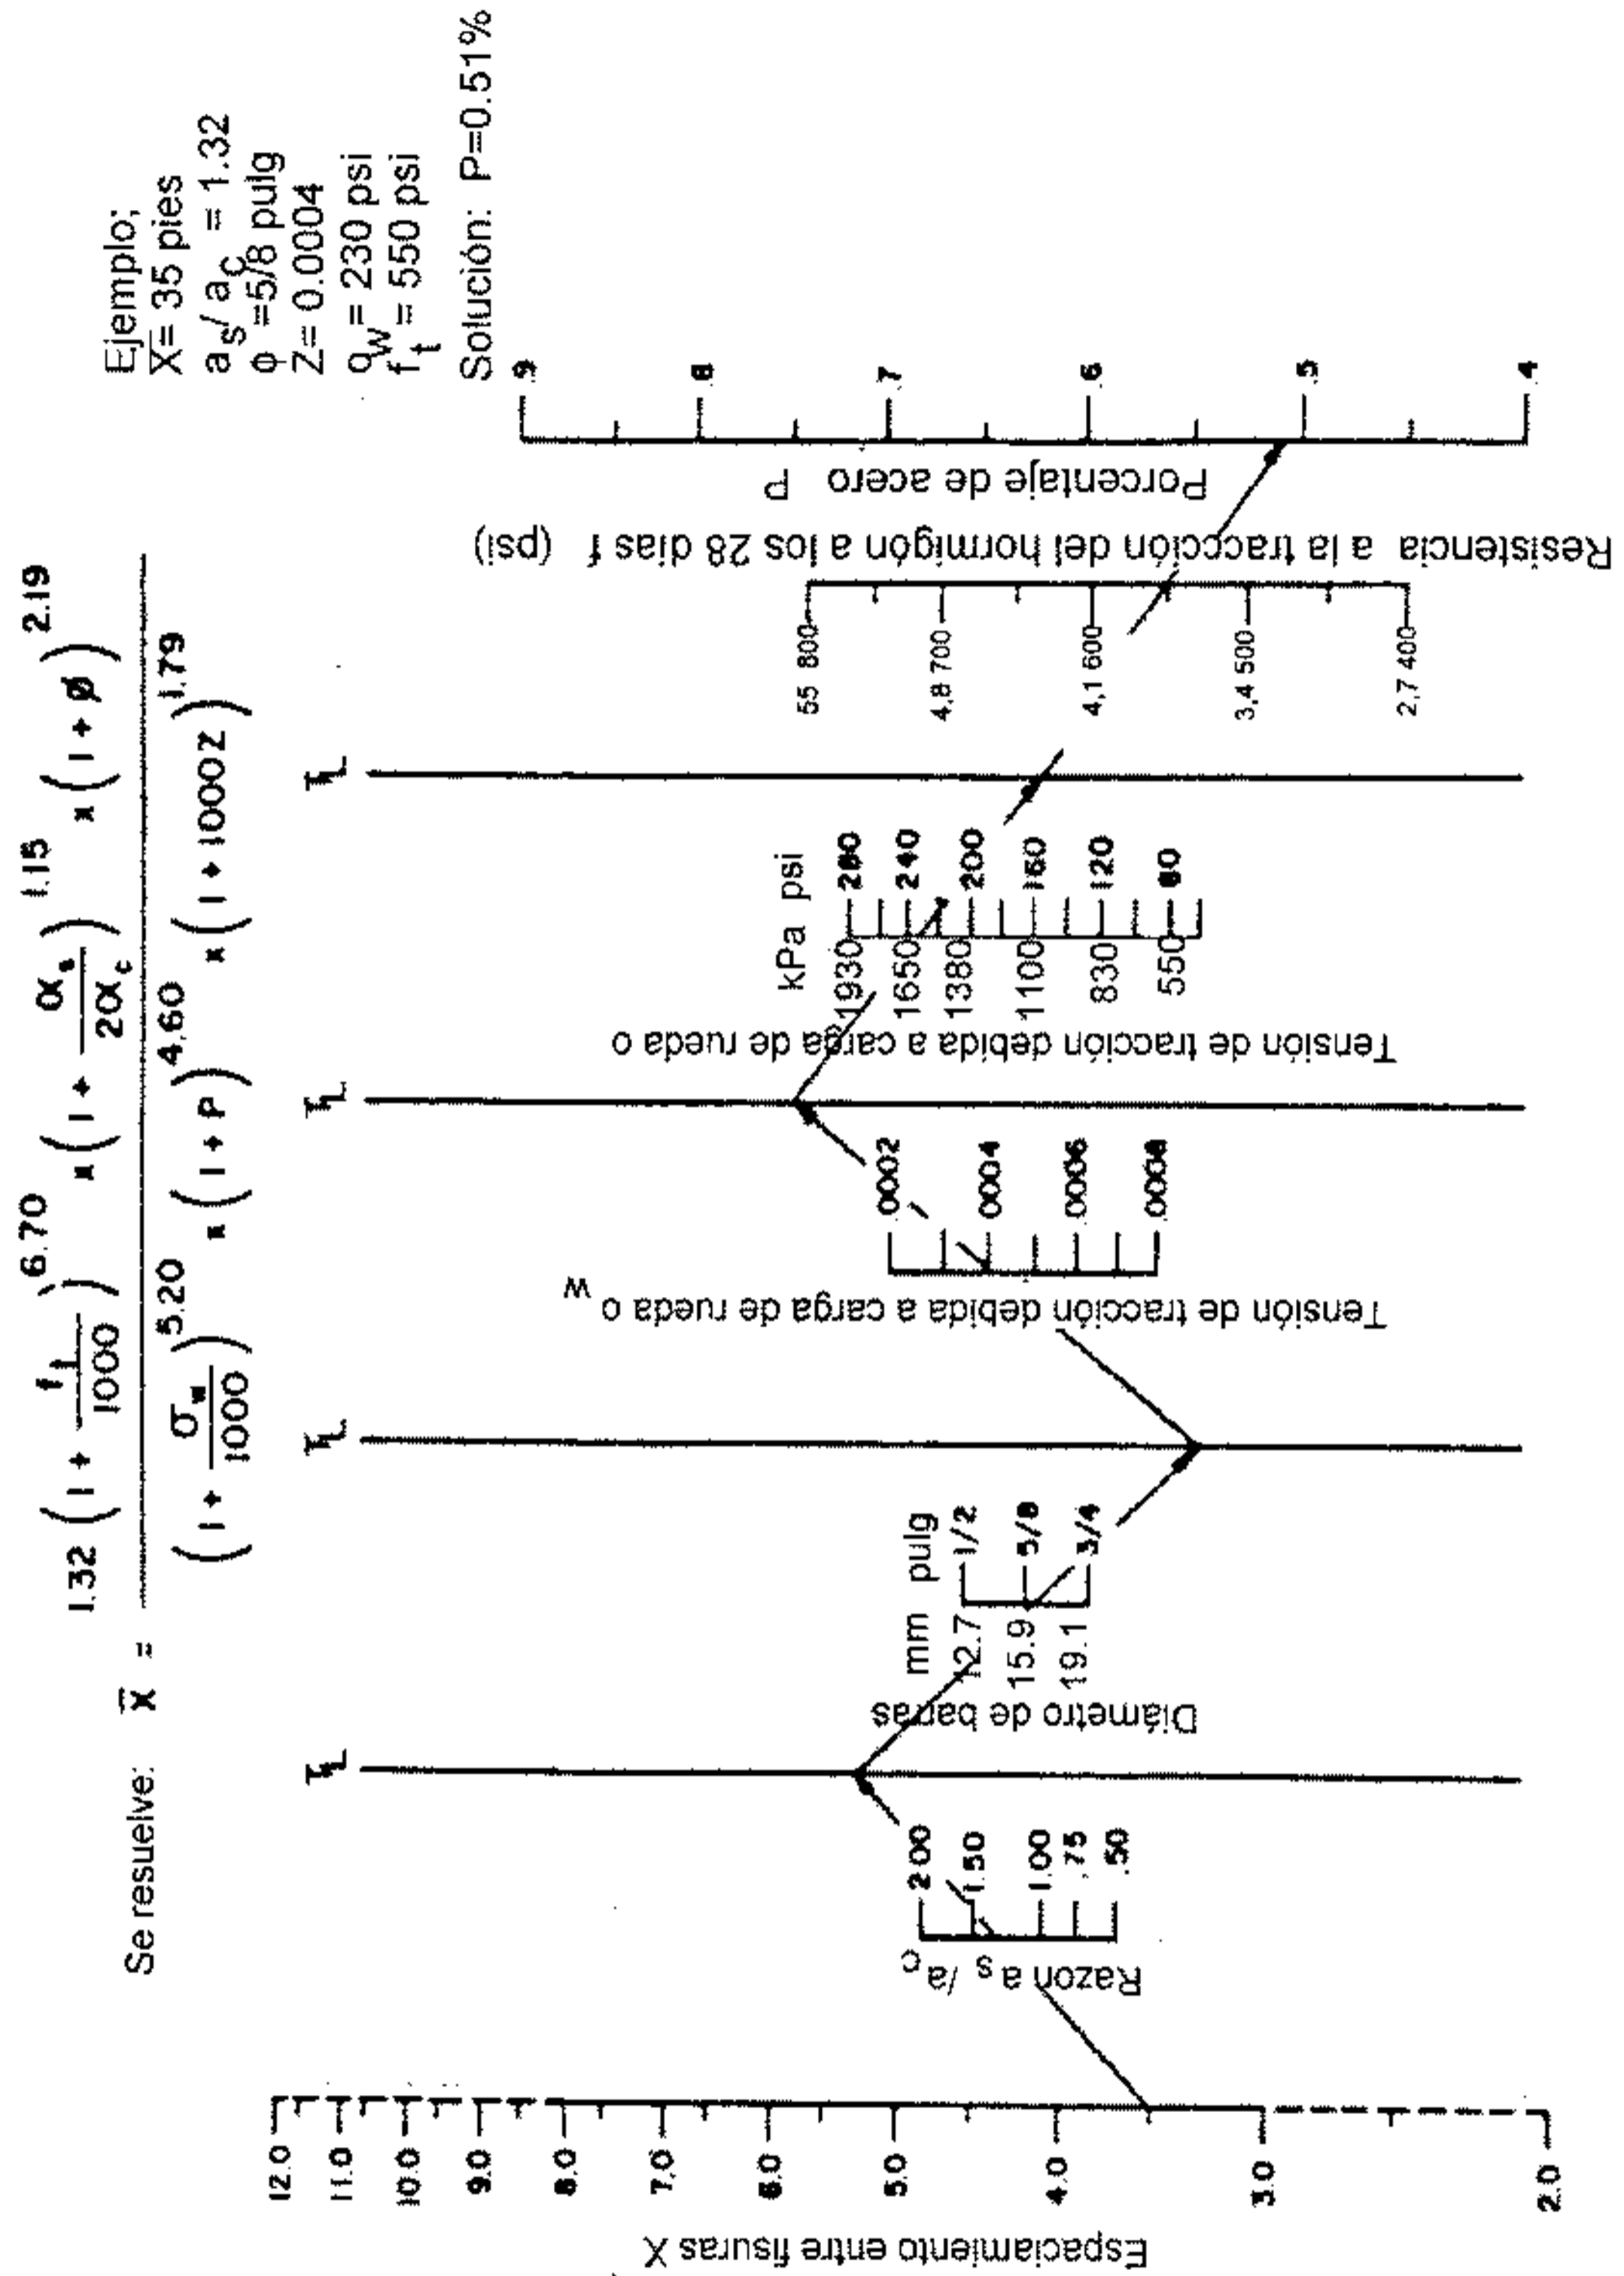 Se resuelve: X̄ =
1.32 (1 + f_t / 1000)^6.70 x (1 + α_s / 2α_c)^1.15 x (1 + Ø)^2.19
(1 + σ_w / 1000)^5.20 x (1 + P)^4.60 x (1 + 1000Z)^1.79
Ejemplo;
X̄= 35 pies
a_s/ a_c = 1.32
ϕ =5/8 pulg
Z= 0.0004
q_w = 230 psi
f_t = 550 psi
Solución: P=0.51%
Espaciamiento entre fisuras X
12.0
11.0
10.0
9.0
8.0
7.0
6.0
5.0
4.0
3.0
2.0
Razon a_s /a_c
2 00
1.50
1.00
.75
.50
TL
Diámetro de barras
mm pulg
12.7 1/2
15.9 5/8
19.1 3/4
TL
Tensión de tracción debida a carga de rueda o_w
.0002
.0004
.0006
.0008
TL
Tensión de tracción debida a carga de rueda o
kPa psi
1930 280
1650 240
1380 200
1100 160
830 120
550 80
TL
Resistencia a la traccción del hormigón a los 28 dias f (psi)
55 800
4,8 700
4,1 600
3,4 500
2,7 400
Porcentaje de acero P
.9
.8
.7
.6
.5
.4